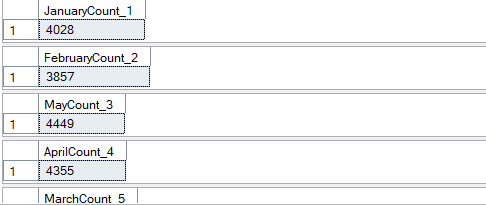 JanuaryCount_1
1 4028
FebruaryCount_2
1 3857
MayCount_3
1 4449
AprilCount_4
1 4355
MarchCount_5